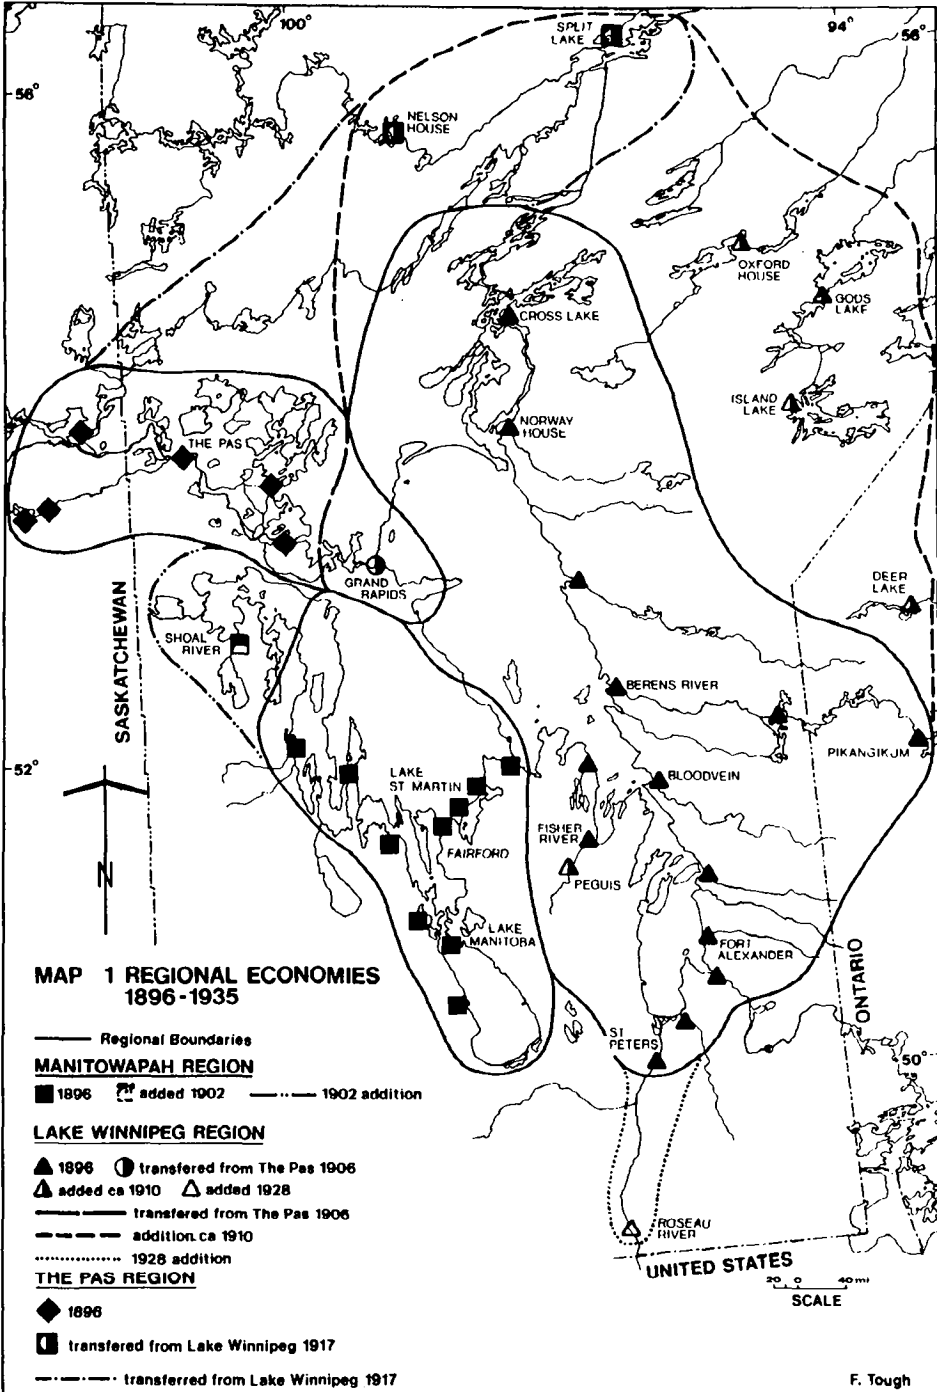 100°
94°
56°
56°
SPLIT
LAKE
NELSON
HOUSE
OXFORD
HOUSE
GODS
LAKE
CROSS LAKE
ISLAND
LAKE
NORWAY
HOUSE
THE PAS
GRAND
RAPIDS
DEER
LAKE
SHOAL
RIVER
SASKATCHEWAN
BERENS RIVER
PIKANGIKUM
52°
LAKE
ST MARTIN
BLOODVEIN
FISHER
RIVER
FAIRFORD
PEGUIS
LAKE
MANITOBA
FORT
ALEXANDER
ONTARIO
N
ST
PETERS
50°
ROSEAU
RIVER
UNITED STATES
20 0 40 mi
SCALE
MAP 1 REGIONAL ECONOMIES
1896-1935
Regional Boundaries
MANITOWAPAH REGION
1896 added 1902 1902 addition
LAKE WINNIPEG REGION
1896 transfered from The Pas 1906
added ca 1910 added 1928
transfered from The Pas 1906
addition ca 1910
1928 addition
THE PAS REGION
1896
transfered from Lake Winnipeg 1917
transferred from Lake Winnipeg 1917
F. Tough